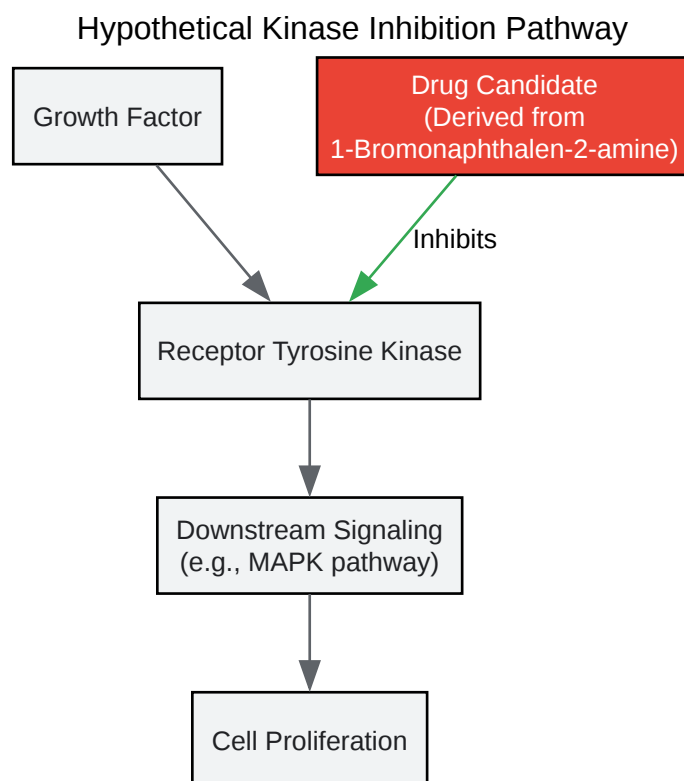 Hypothetical Kinase Inhibition Pathway
Growth Factor
Drug Candidate
(Derived from
1-Bromonaphthalen-2-amine)
Inhibits
Receptor Tyrosine Kinase
Downstream Signaling
(e.g., MAPK pathway)
Cell Proliferation